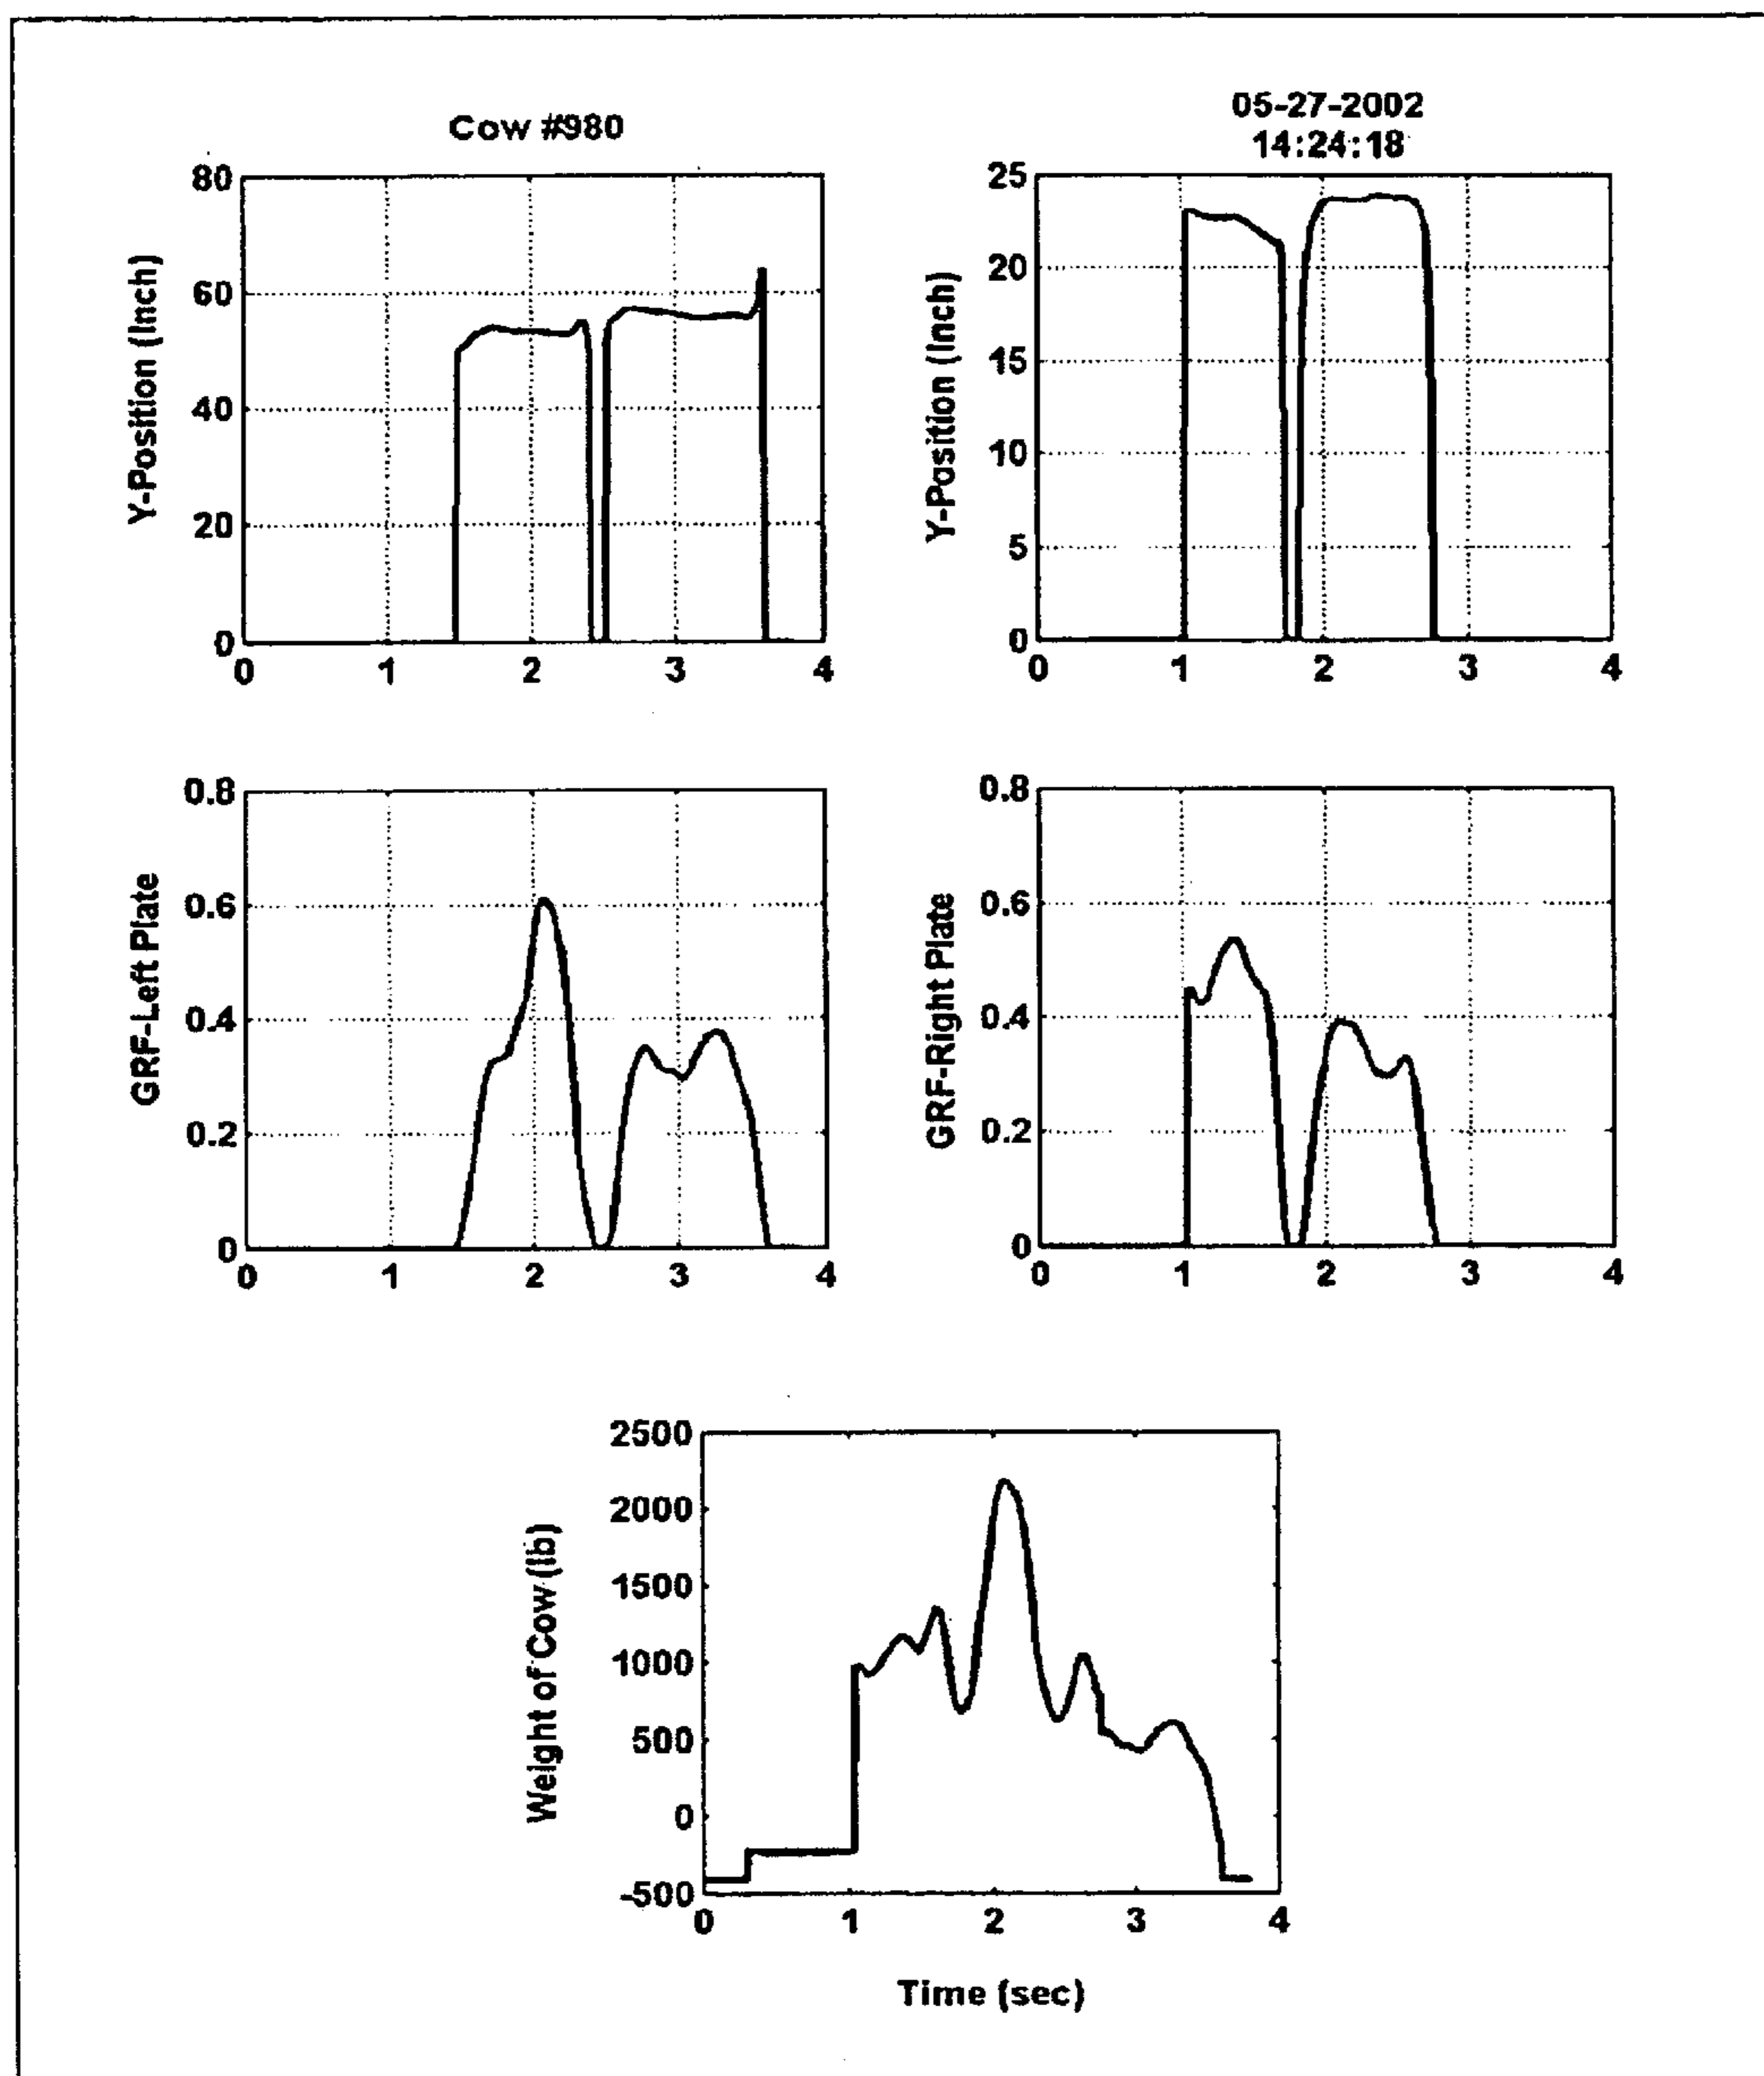 Cow #980
05-27-2002
14:24:18
Y-Position (Inch)
80
60
40
20
0
0 1 2 3 4
Y-Position (Inch)
25
20
15
10
5
0
0 1 2 3 4
GRF-Left Plate
0.8
0.6
0.4
0.2
0
0 1 2 3 4
GRF-Right Plate
0.8
0.6
0.4
0.2
0
0 1 2 3 4
Weight of Cow (lb)
2500
2000
1500
1000
500
0
-500
0 1 2 3 4
Time (sec)